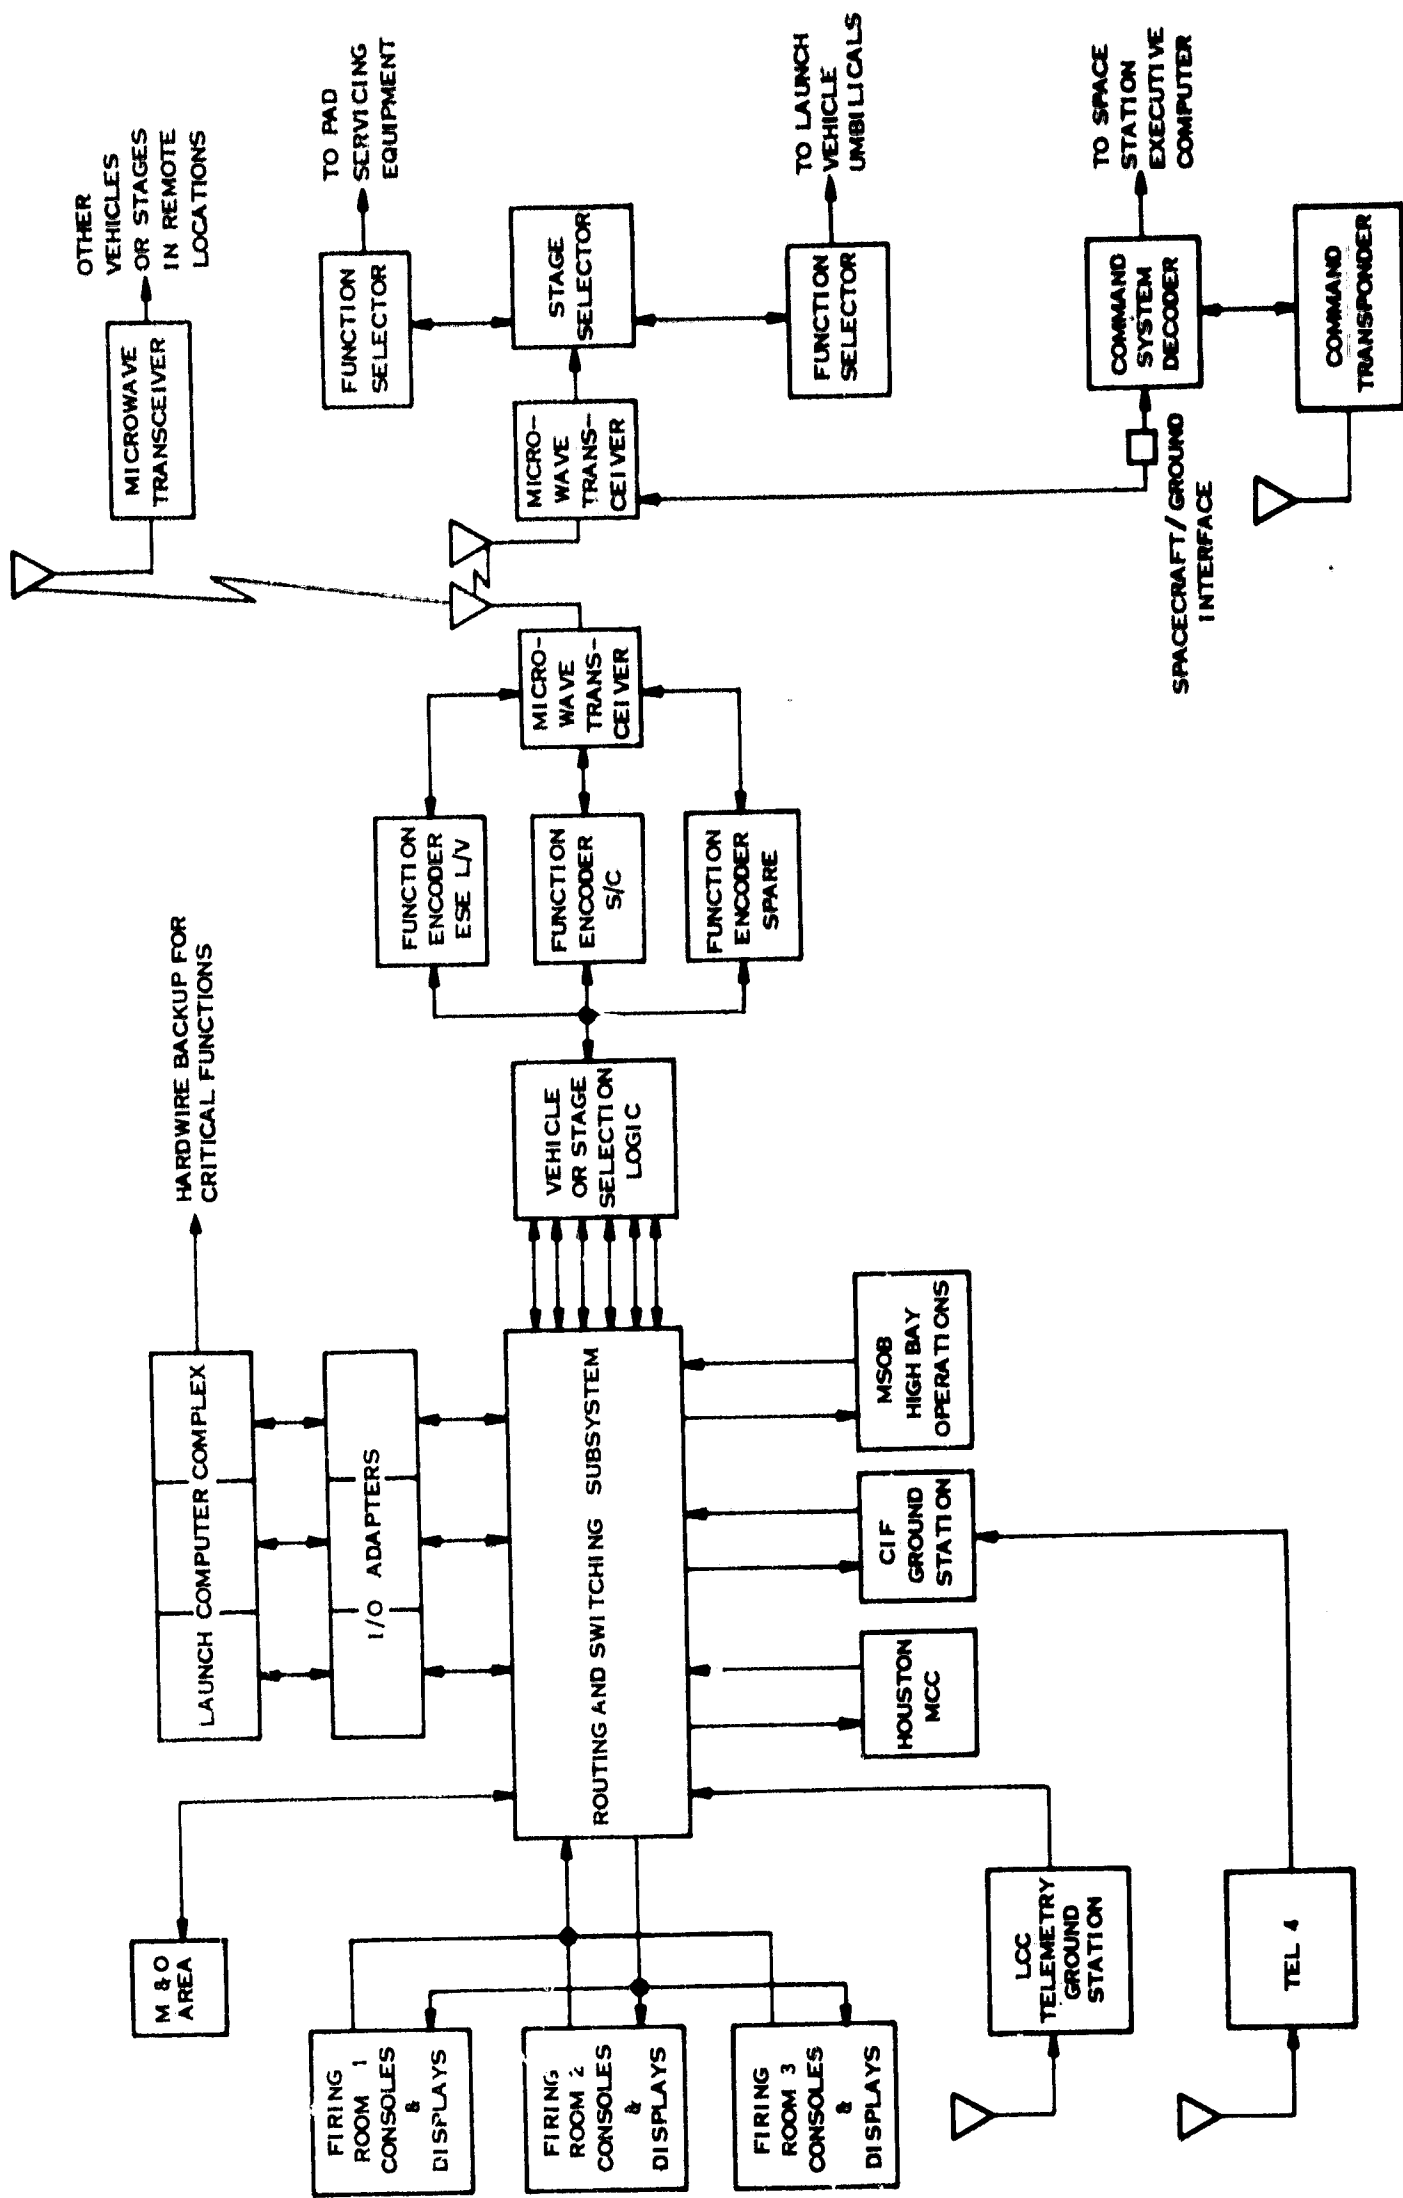 FIRING
ROOM 1
CONSOLES
&
DISPLAYS
FIRING
ROOM 2
CONSOLES
&
DISPLAYS
FIRING
ROOM 3
CONSOLES
&
DISPLAYS
M & O
AREA
LCC
TELEMETRY
GROUND
STATION
TEL 4
LAUNCH COMPUTER COMPLEX
I/O ADAPTERS
ROUTING AND SWITCHING SUBSYSTEM
HOUSTON
MCC
CIF
GROUND
STATION
MSOB
HIGH BAY
OPERATIONS
HARDWIRE BACKUP FOR
CRITICAL FUNCTIONS
VEHICLE
OR STAGE
SELECTION
LOGIC
FUNCTION
ENCODER
ESE L/V
FUNCTION
ENCODER
S/C
FUNCTION
ENCODER
SPARE
MICRO-
WAVE
TRANS-
CEIVER
MICROWAVE
TRANSCEIVER
OTHER
VEHICLES
OR STAGES
IN REMOTE
LOCATIONS
MICRO-
WAVE
TRANS-
CEIVER
FUNCTION
SELECTOR
TO PAD
SERVICING
EQUIPMENT
STAGE
SELECTOR
FUNCTION
SELECTOR
TO LAUNCH
VEHICLE
UMBILICALS
SPACECRAFT/GROUND
INTERFACE
COMMAND
SYSTEM
DECODER
TO SPACE
STATION
EXECUTIVE
COMPUTER
COMMAND
TRANSPONDER